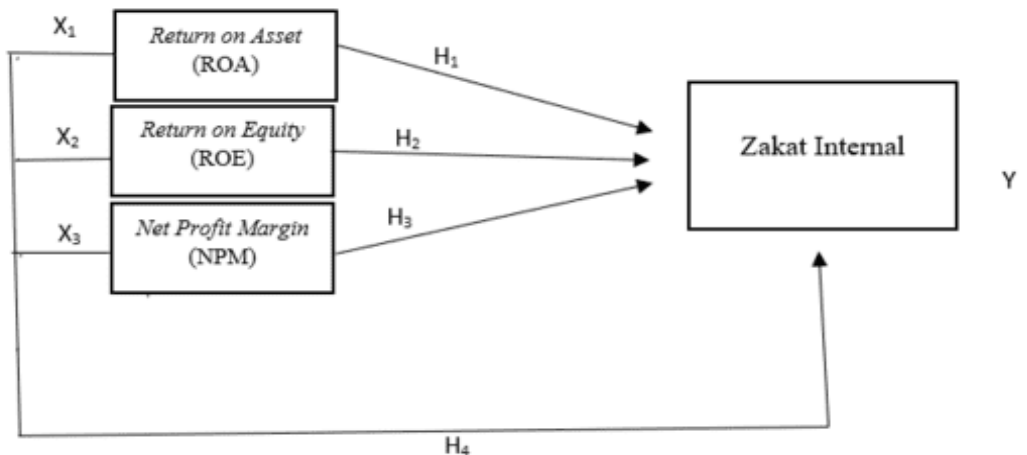 X₁
Return on Asset
(ROA)
H₁
X₂
Return on Equity
(ROE)
H₂
Zakat Internal
Y
X₃
Net Profit Margin
(NPM)
H₃
H₄